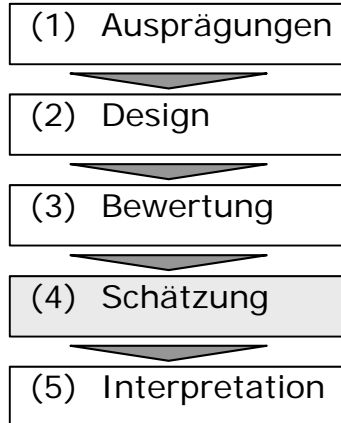 (1) Ausprägungen
(2) Design
(3) Bewertung
(4) Schätzung
(5) Interpretation